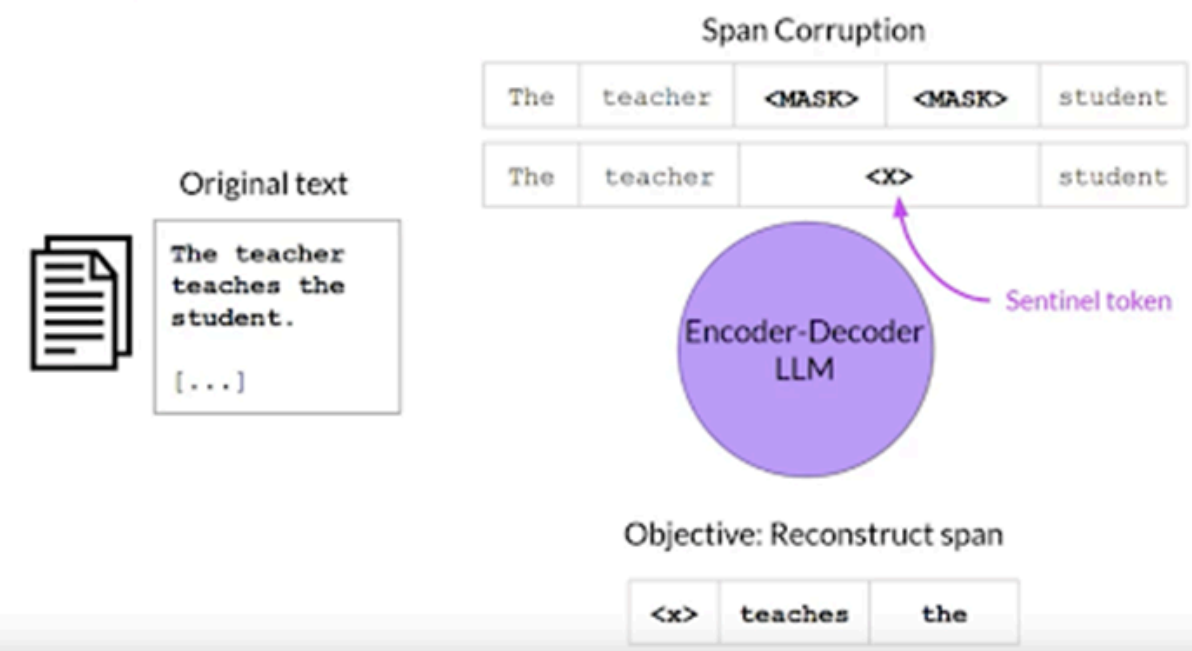 Span Corruption
The teacher <MASK> <MASK> student
The teacher <X> student
Original text
The teacher
teaches the
student.
[...]
Sentinel token
Encoder-Decoder
LLM
Objective: Reconstruct span
<x> teaches the